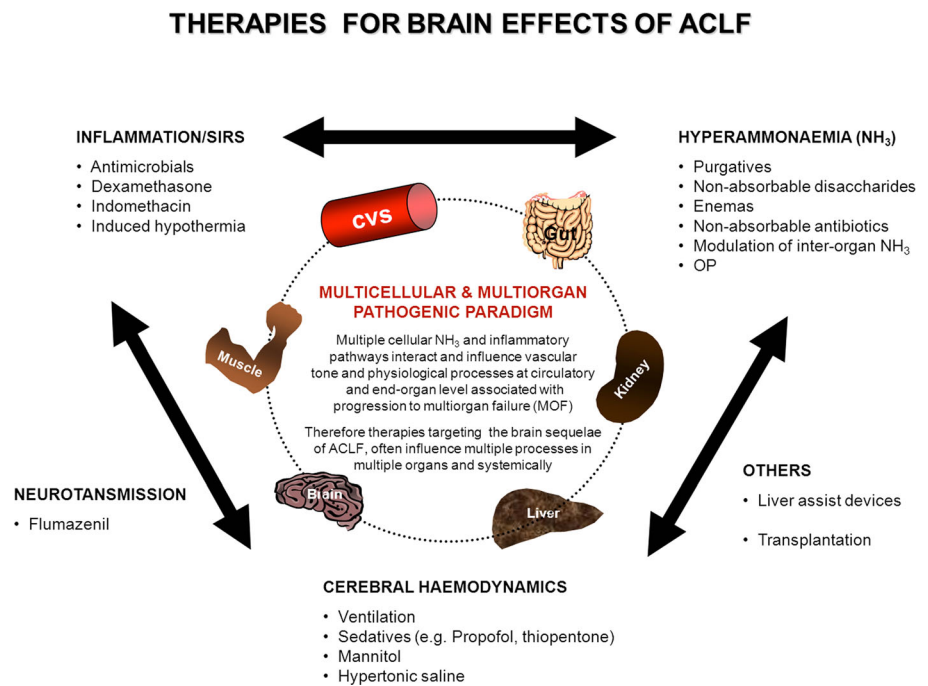 THERAPIES FOR BRAIN EFFECTS OF ACLF
INFLAMMATION/SIRS
• Antimicrobials
• Dexamethasone
• Indomethacin
• Induced hypothermia
HYPERAMMONAEMIA (NH₃)
• Purgatives
• Non-absorbable disaccharides
• Enemas
• Non-absorbable antibiotics
• Modulation of inter-organ NH₃
• OP
CVS
Gut
Muscle
Kidney
Brain
Liver
MULTICELLULAR & MULTIORGAN
PATHOGENIC PARADIGM
Multiple cellular NH₃ and inflammatory
pathways interact and influence vascular
tone and physiological processes at circulatory
and end-organ level associated with
progression to multiorgan failure (MOF)
Therefore therapies targeting the brain sequelae
of ACLF, often influence multiple processes in
multiple organs and systemically
NEUROTANSMISSION
• Flumazenil
OTHERS
• Liver assist devices
• Transplantation
CEREBRAL HAEMODYNAMICS
• Ventilation
• Sedatives (e.g. Propofol, thiopentone)
• Mannitol
• Hypertonic saline